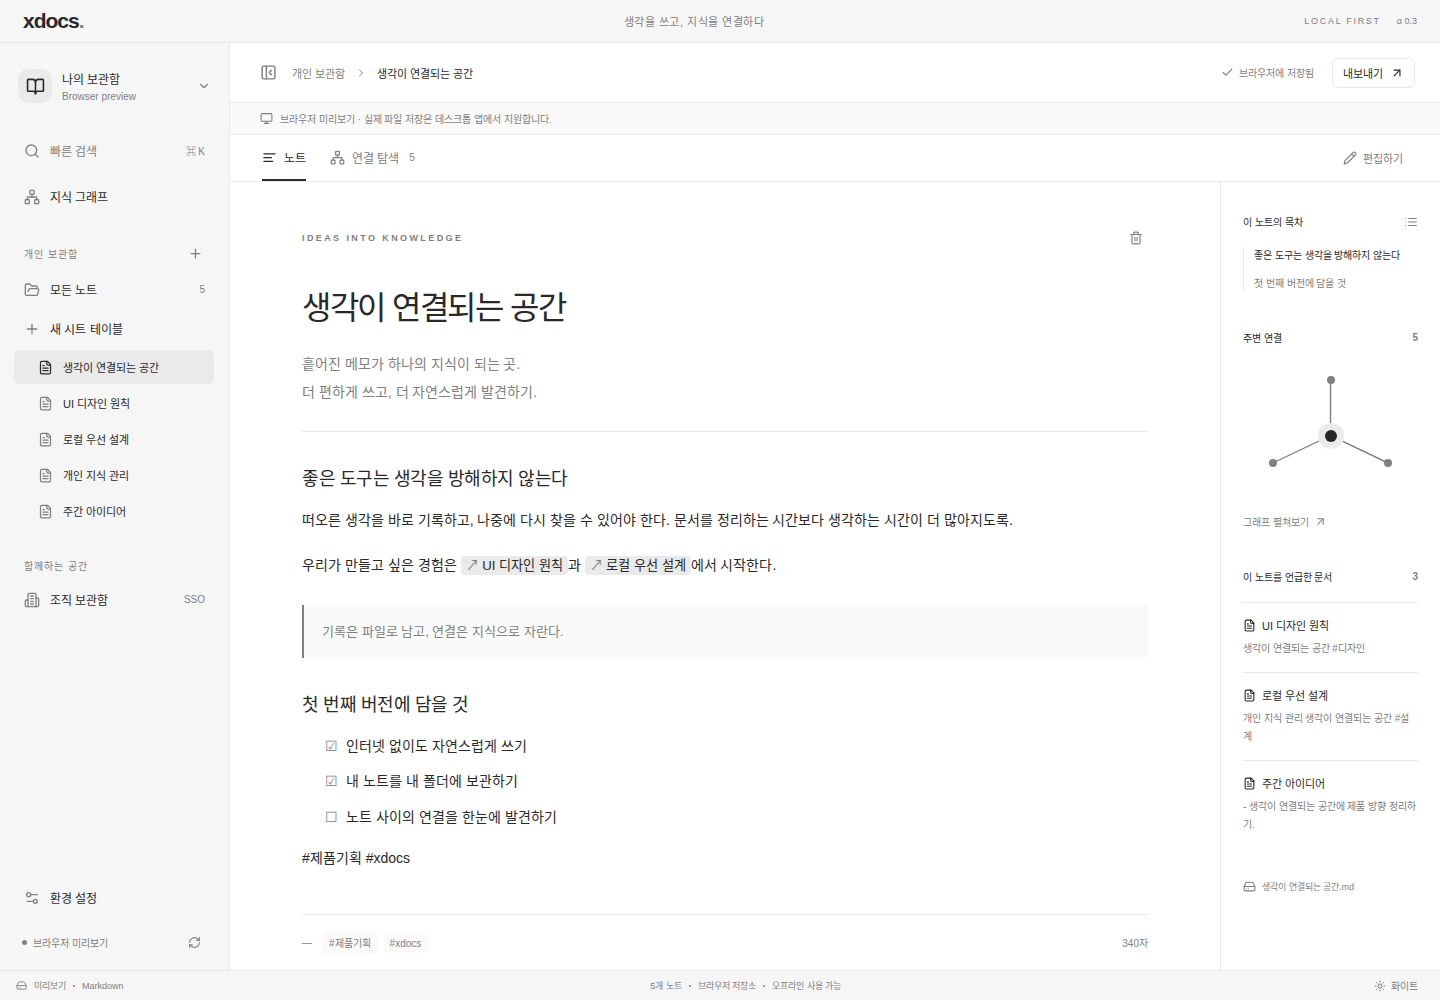 xdocs.
생각을 쓰고, 지식을 연결하다
LOCAL FIRST α 0.3
나의 보관함
Browser preview
빠른 검색 ⌘K
지식 그래프
개인 보관함
모든 노트 5
새 시트 테이블
생각이 연결되는 공간
UI 디자인 원칙
로컬 우선 설계
개인 지식 관리
주간 아이디어
함께하는 공간
조직 보관함 SSO
환경 설정
브라우저 미리보기
개인 보관함 > 생각이 연결되는 공간
브라우저에 저장됨
내보내기
브라우저 미리보기 · 실제 파일 저장은 데스크톱 앱에서 지원합니다.
노트
연결 탐색 5
편집하기
IDEAS INTO KNOWLEDGE
생각이 연결되는 공간
흩어진 메모가 하나의 지식이 되는 곳.
더 편하게 쓰고, 더 자연스럽게 발견하기.
좋은 도구는 생각을 방해하지 않는다
떠오른 생각을 바로 기록하고, 나중에 다시 찾을 수 있어야 한다. 문서를 정리하는 시간보다 생각하는 시간이 더 많아지도록.
우리가 만들고 싶은 경험은 ↗ UI 디자인 원칙과 ↗ 로컬 우선 설계에서 시작한다.
기록은 파일로 남고, 연결은 지식으로 자란다.
첫 번째 버전에 담을 것
☑ 인터넷 없이도 자연스럽게 쓰기
☑ 내 노트를 내 폴더에 보관하기
☐ 노트 사이의 연결을 한눈에 발견하기
#제품기획 #xdocs
— #제품기획 #xdocs 340자
이 노트의 목차
좋은 도구는 생각을 방해하지 않는다
첫 번째 버전에 담을 것
주변 연결 5
그래프 펼쳐보기
이 노트를 언급한 문서 3
UI 디자인 원칙
생각이 연결되는 공간 #디자인
로컬 우선 설계
개인 지식 관리 생각이 연결되는 공간 #설
계
주간 아이디어
- 생각이 연결되는 공간에 제품 방향 정리하
기.
생각이 연결되는 공간.md
미리보기 • Markdown
5개 노트 • 브라우저 저장소 • 오프라인 사용 가능
화이트